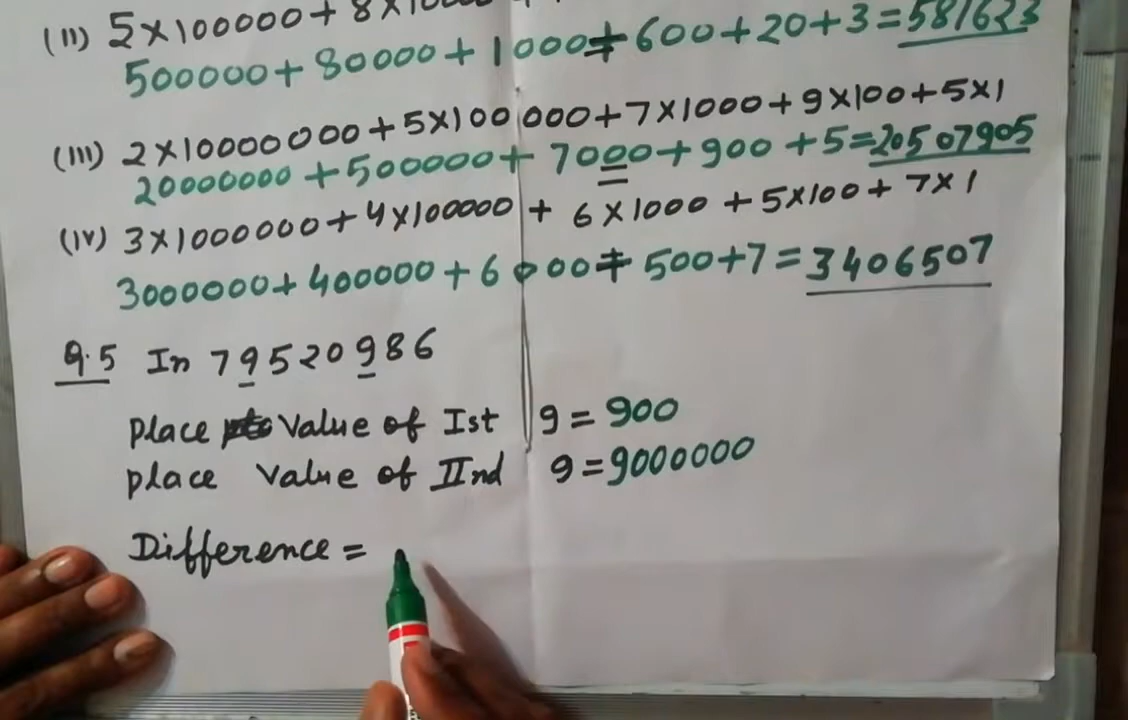 (II) 5×100000+ 8×10
500000+ 80000+ 1000+ 600+20+3=581623
(III) 2×10000000+5×100000+7×1000+9×100+5×1
20000000+500000+ 7000+900+5=20507905
(IV) 3×1000000+4×100000+ 6×1000+5×100+7×1
3000000+400000+6000+ 500+7=3406507
Q.5 In 79520986
Place Value of Ist 9=900
place Value of IInd 9=9000000
Difference=